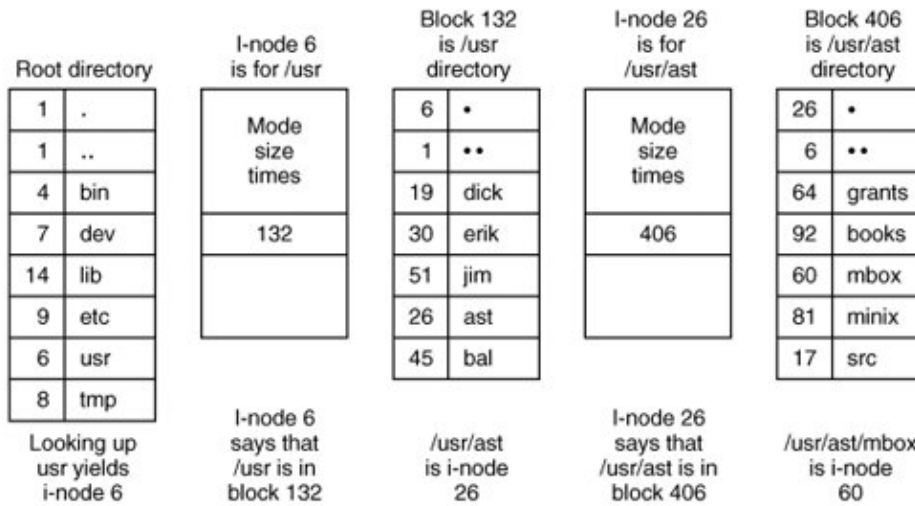 Root directory
1 .
1 ..
4 bin
7 dev
14 lib
9 etc
6 usr
8 tmp
Looking up
usr yields
i-node 6
I-node 6
is for /usr
Mode
size
times
132
I-node 6
says that
/usr is in
block 132
Block 132
is /usr
directory
6 •
1 ••
19 dick
30 erik
51 jim
26 ast
45 bal
/usr/ast
is i-node
26
I-node 26
is for
/usr/ast
Mode
size
times
406
I-node 26
says that
/usr/ast is in
block 406
Block 406
is /usr/ast
directory
26 •
6 ••
64 grants
92 books
60 mbox
81 minix
17 src
/usr/ast/mbox
is i-node
60